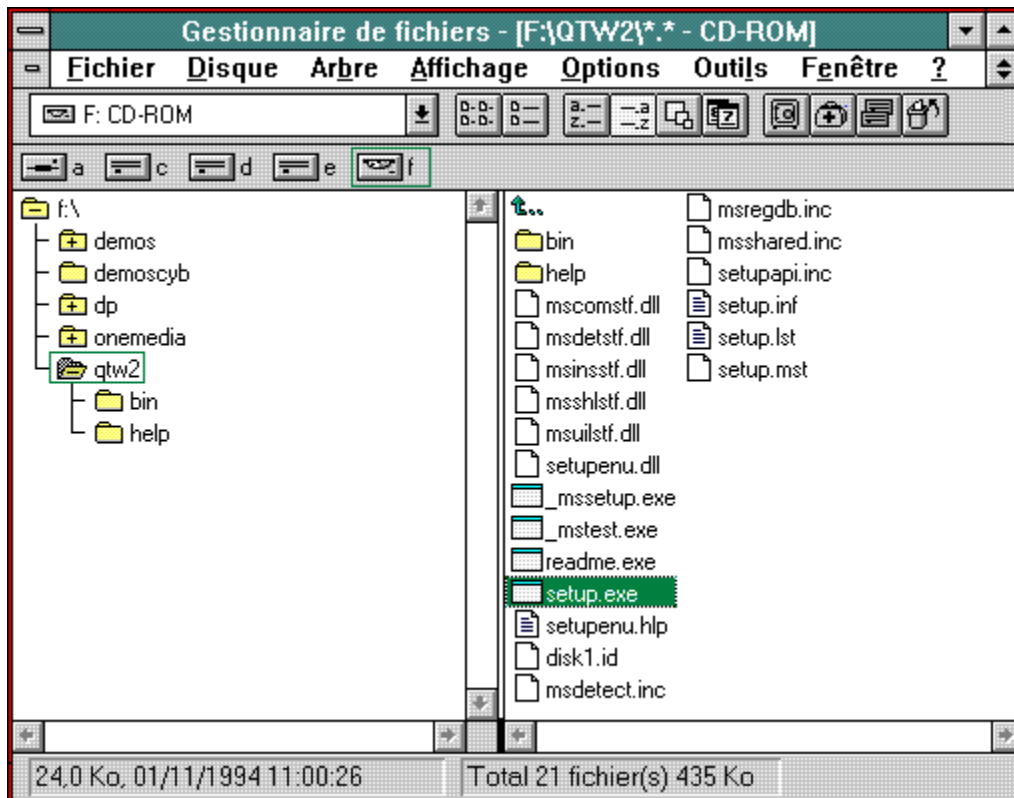 Gestionnaire de fichiers - [F:\QTW2\*.* - CD-ROM]
Fichier Disque Arbre Affichage Options Outils Fenêtre ?
F: CD-ROM
a c d e f
f:\
demos
demoscyb
dp
onemedia
qtw2
bin
help
bin
help
mscomstf.dll
msdetstf.dll
msinsstf.dll
msshlstf.dll
msuilstf.dll
setupenu.dll
_mssetup.exe
_mstest.exe
readme.exe
setup.exe
setupenu.hlp
disk1.id
msdetect.inc
msregdb.inc
msshared.inc
setupapi.inc
setup.inf
setup.lst
setup.mst
24,0 Ko, 01/11/1994 11:00:26
Total 21 fichier(s) 435 Ko